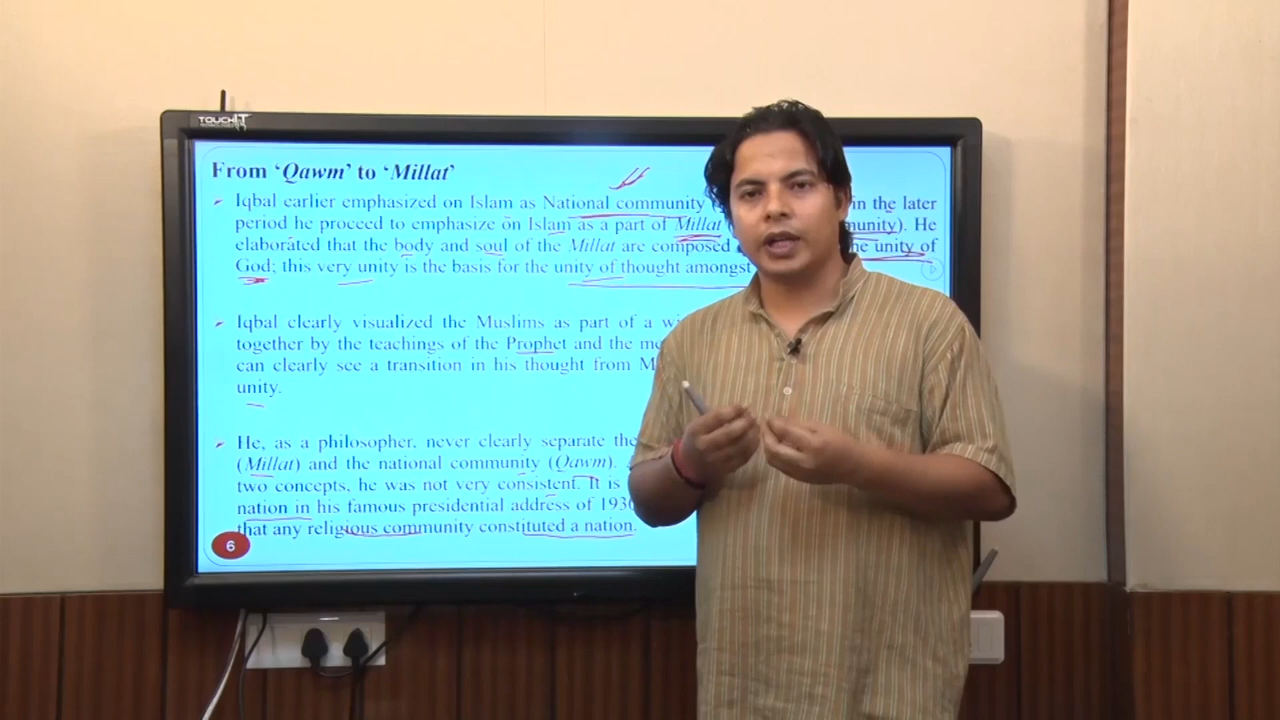 TOUCHIT
From ‘Qawm’ to ‘Millat’
Iqbal earlier emphasized on Islam as National community ( in the later
period he proceed to emphasize on Islam as a part of Millat munity). He
elaborated that the body and soul of the Millat are composed he unity of
God; this very unity is the basis for the unity of thought amongst
Iqbal clearly visualized the Muslims as part of a wi
together by the teachings of the Prophet and the me
can clearly see a transition in his thought from M
unity.
He, as a philosopher, never clearly separate the
(Millat) and the national community (Qawm).
two concepts, he was not very consistent. It is
nation in his famous presidential address of 193
that any religious community constituted a nation.
6